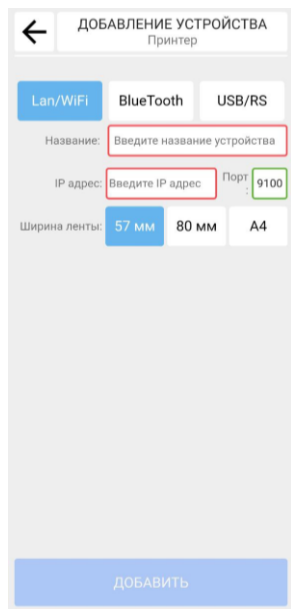 ДОБАВЛЕНИЕ УСТРОЙСТВА
Принтер
Lan/WiFi BlueTooth USB/RS
Название: Введите название устройства
IP адрес: Введите IP адрес Порт : 9100
Ширина ленты: 57 мм 80 мм A4
ДОБАВИТЬ